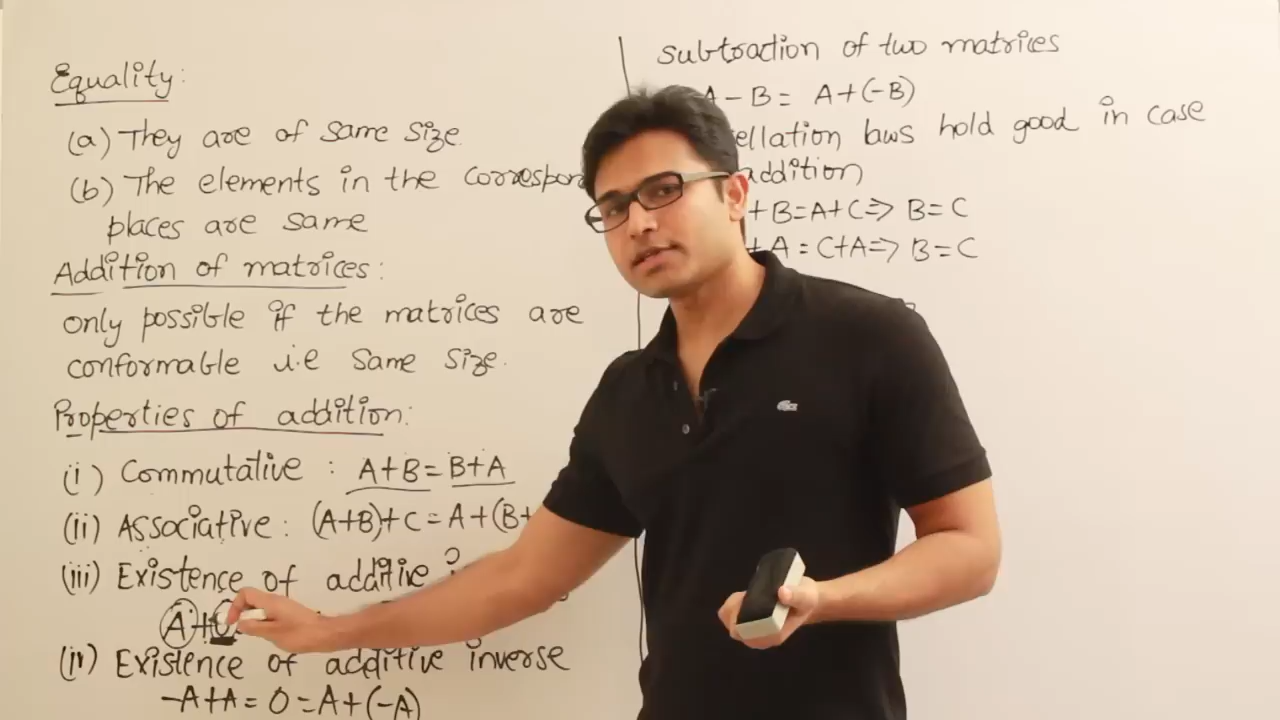 Equality:
(a) They are of same size.
(b) The elements in the
places are same
Addition of matrices:
only possible if the matrices are
conformable i.e same size.
Properties of addition:
(i) Commutative : A+B = B+A
(ii) Associative : (A+B)+C = A+(B+
(iii) Existence of additive
A+O
(iv) Existence of additive inverse
-A+A = O = A+(-A)
Subtraction of two matrices
A-B = A+(-B)
laws hold good in case
addition
+B=A+C⇒ B=C
+A = C+A⇒ B=C